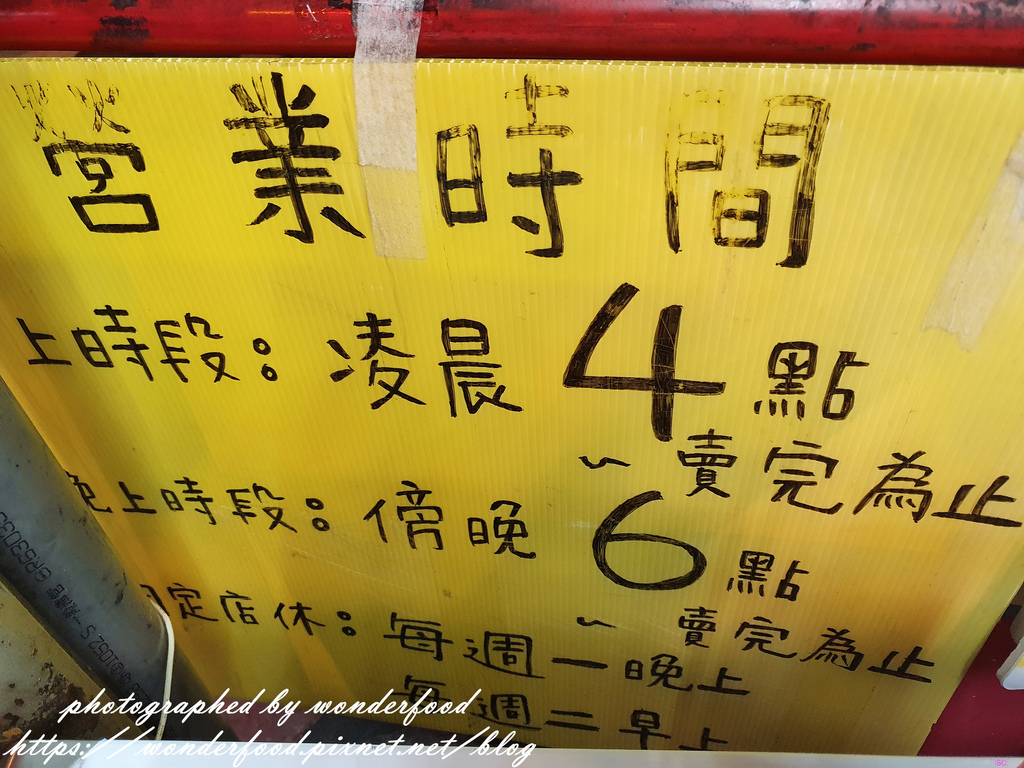 營業時間
上時段：凌晨4點
~賣完為止
晚上時段：傍晚6點
~賣完為止
固定店休：每週一晚上
每週二早上
photographed by wonderfood
https://wonderfood.pixnet.net/blog